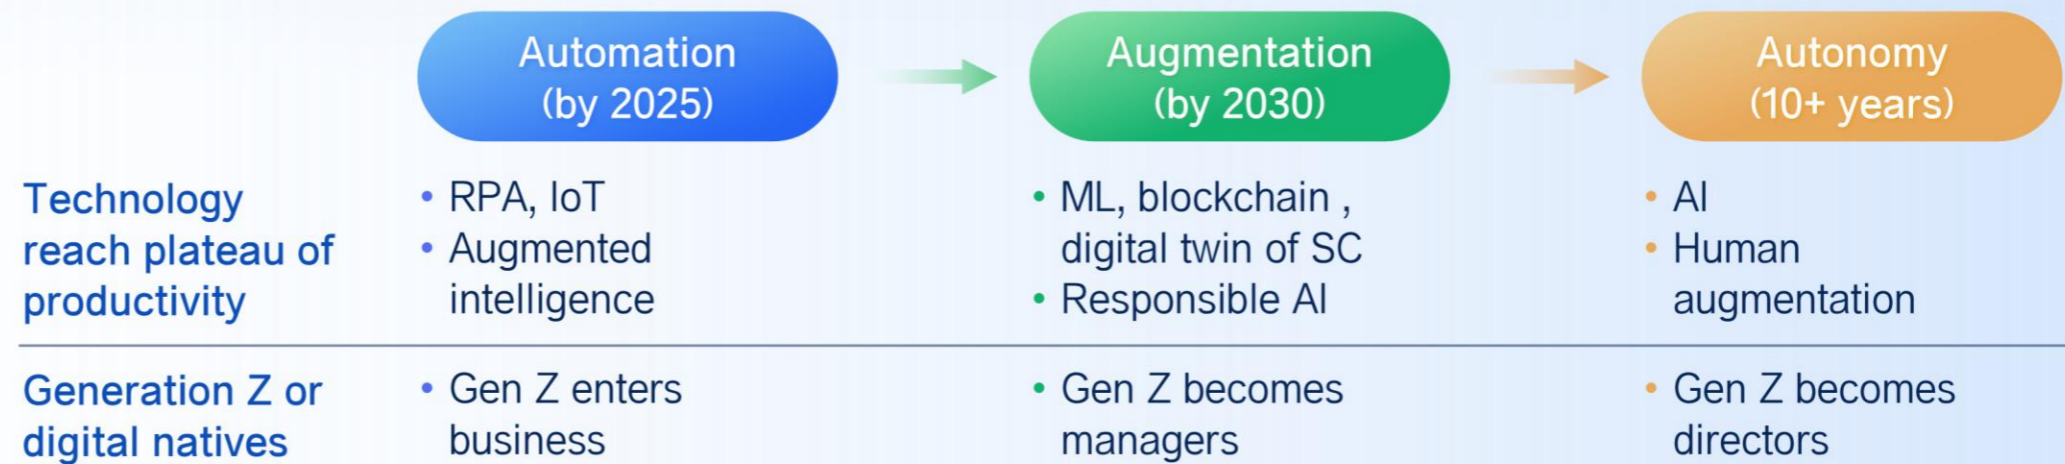 Automation
(by 2025)
Augmentation
(by 2030)
Autonomy
(10+ years)
Technology
reach plateau of
productivity
• RPA, IoT
• Augmented
intelligence
• ML, blockchain ,
digital twin of SC
• Responsible AI
• AI
• Human
augmentation
Generation Z or
digital natives
• Gen Z enters
business
• Gen Z becomes
managers
• Gen Z becomes
directors